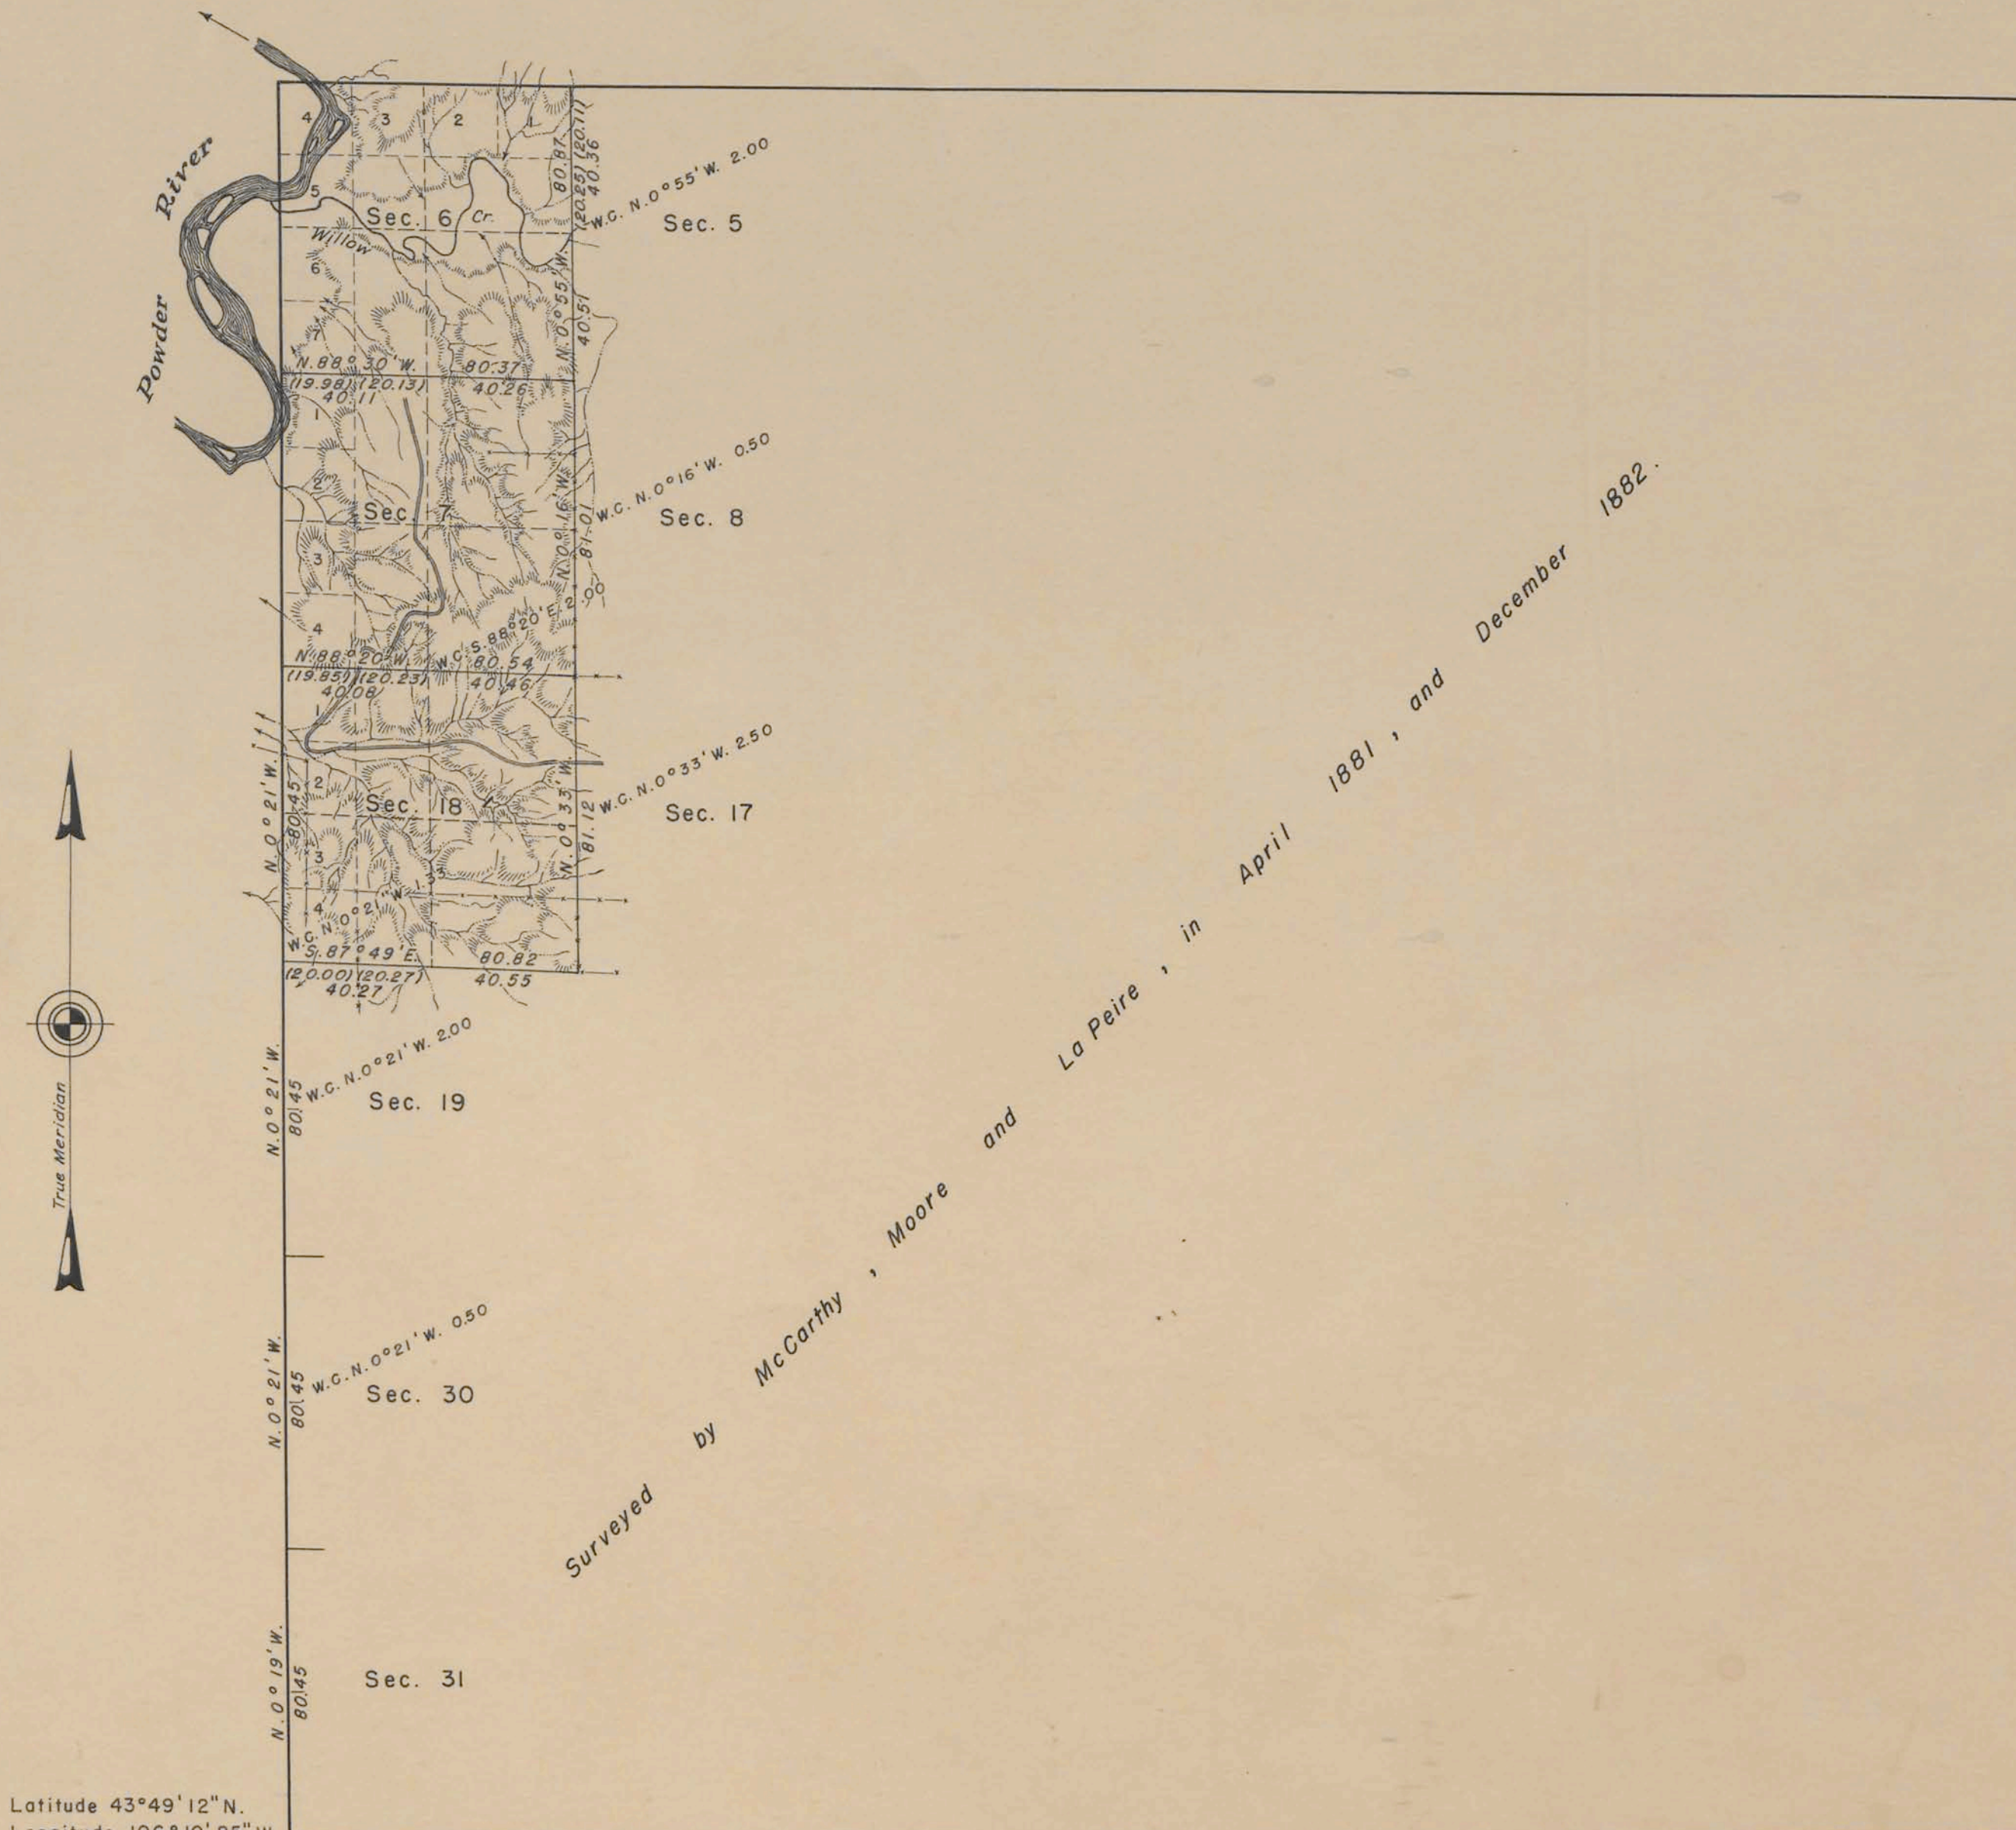 River
Powder
4 3 2 1
5
Sec. 6 Cr.
Willow
6
7
80.87
(20.25) (20.11)
40.36
N. 0° 55' W.
40.51
W.C. N. 0° 55' W. 2.00
Sec. 5
N. 88° 30' W. 80.37
(19.98) (20.13) 40.26
40.11
1
2
Sec. 7
3
4
N. 0° 16' W.
81.01
W.C. N. 0° 16' W. 0.50
Sec. 8
W.C. S. 88° 20' E. 2.00
N. 88° 20' W. 80.54
(19.85) (20.23) 40.46
40.08
1
2
Sec. 18
3
4
N. 0° 21' W.
80.45
N. 0° 33' W.
81.12
W.C. N. 0° 33' W. 2.50
Sec. 17
W.C. N. 0° 21' W.
S. 87° 49' E. 80.82
(20.00) (20.27) 40.55
40.27
W.C. N. 0° 21' W. 2.00
N. 0° 21' W.
80.45
Sec. 19
W.C. N. 0° 21' W. 0.50
N. 0° 21' W.
80.45
Sec. 30
N. 0° 19' W.
80.45
Sec. 31
True Meridian
Surveyed by McCarthy , Moore and La Peire , in April 1881 , and December 1882 .
Latitude 43°49'12" N.